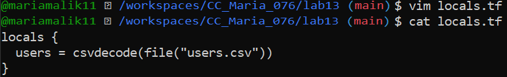 @mariamalik11 /workspaces/CC_Maria_076/lab13 (main) $ vim locals.tf
@mariamalik11 /workspaces/CC_Maria_076/lab13 (main) $ cat locals.tf
locals {
  users = csvdecode(file("users.csv"))
}